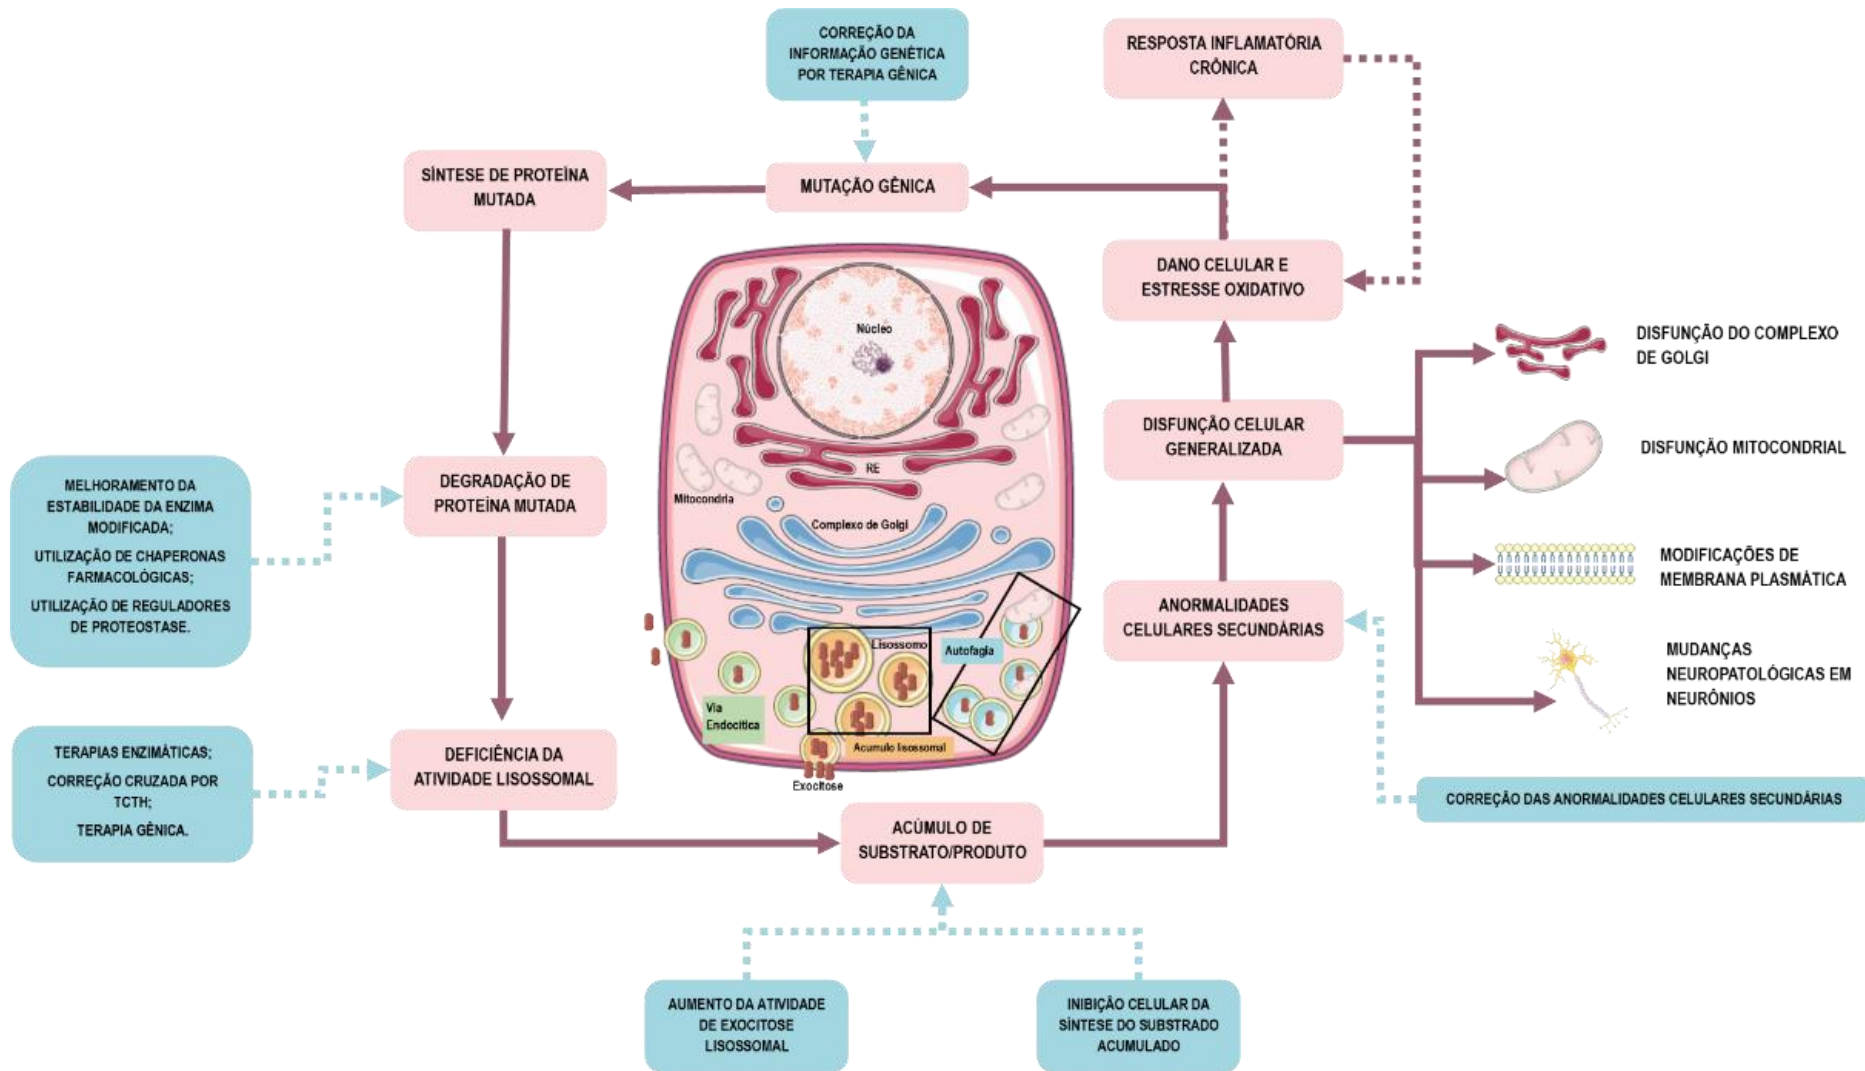 CORREÇÃO DA
INFORMAÇÃO GENÉTICA
POR TERAPIA GÊNICA
RESPOSTA INFLAMATÓRIA
CRÔNICA
SÍNTESE DE PROTEÍNA
MUTADA
MUTAÇÃO GÊNICA
DANO CELULAR E
ESTRESSE OXIDATIVO
Núcleo
DISFUNÇÃO DO COMPLEXO
DE GOLGI
DISFUNÇÃO CELULAR
GENERALIZADA
DISFUNÇÃO MITOCONDRIAL
RE
Mitocondria
Complexo de Golgi
MELHORAMENTO DA
ESTABILIDADE DA ENZIMA
MODIFICADA;
UTILIZAÇÃO DE CHAPERONAS
FARMACOLÓGICAS;
UTILIZAÇÃO DE REGULADORES
DE PROTEOSTASE.
DEGRADAÇÃO DE
PROTEÍNA MUTADA
MODIFICAÇÕES DE
MEMBRANA PLASMÁTICA
ANORMALIDADES
CELULARES SECUNDÁRIAS
Lisossomo
Autofagia
MUDANÇAS
NEUROPATOLÓGICAS EM
NEURÔNIOS
Via
Endocítica
Acumulo lisossomal
Exocitose
TERAPIAS ENZIMÁTICAS;
CORREÇÃO CRUZADA POR
TCTH;
TERAPIA GÊNICA.
DEFICIÊNCIA DA
ATIVIDADE LISOSSOMAL
CORREÇÃO DAS ANORMALIDADES CELULARES SECUNDÁRIAS
ACÚMULO DE
SUBSTRATO/PRODUTO
AUMENTO DA ATIVIDADE
DE EXOCITOSE
LISOSSOMAL
INIBIÇÃO CELULAR DA
SÍNTESE DO SUBSTRADO
ACUMULADO